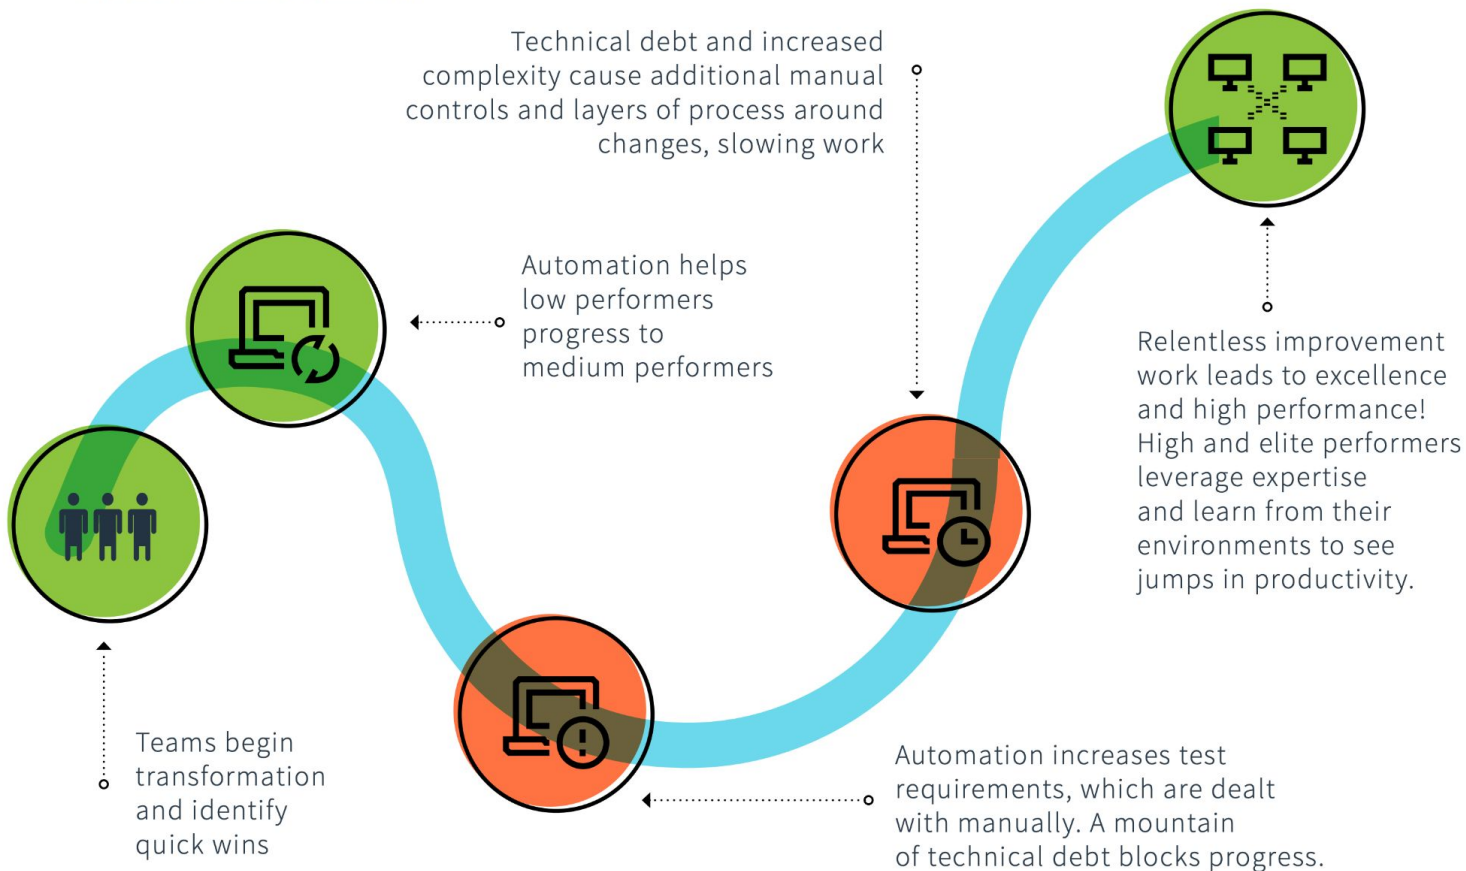 Technical debt and increased
complexity cause additional manual
controls and layers of process around
changes, slowing work
Automation helps
low performers
progress to
medium performers
Relentless improvement
work leads to excellence
and high performance!
High and elite performers
leverage expertise
and learn from their
environments to see
jumps in productivity.
Teams begin
transformation
and identify
quick wins
Automation increases test
requirements, which are dealt
with manually. A mountain
of technical debt blocks progress.